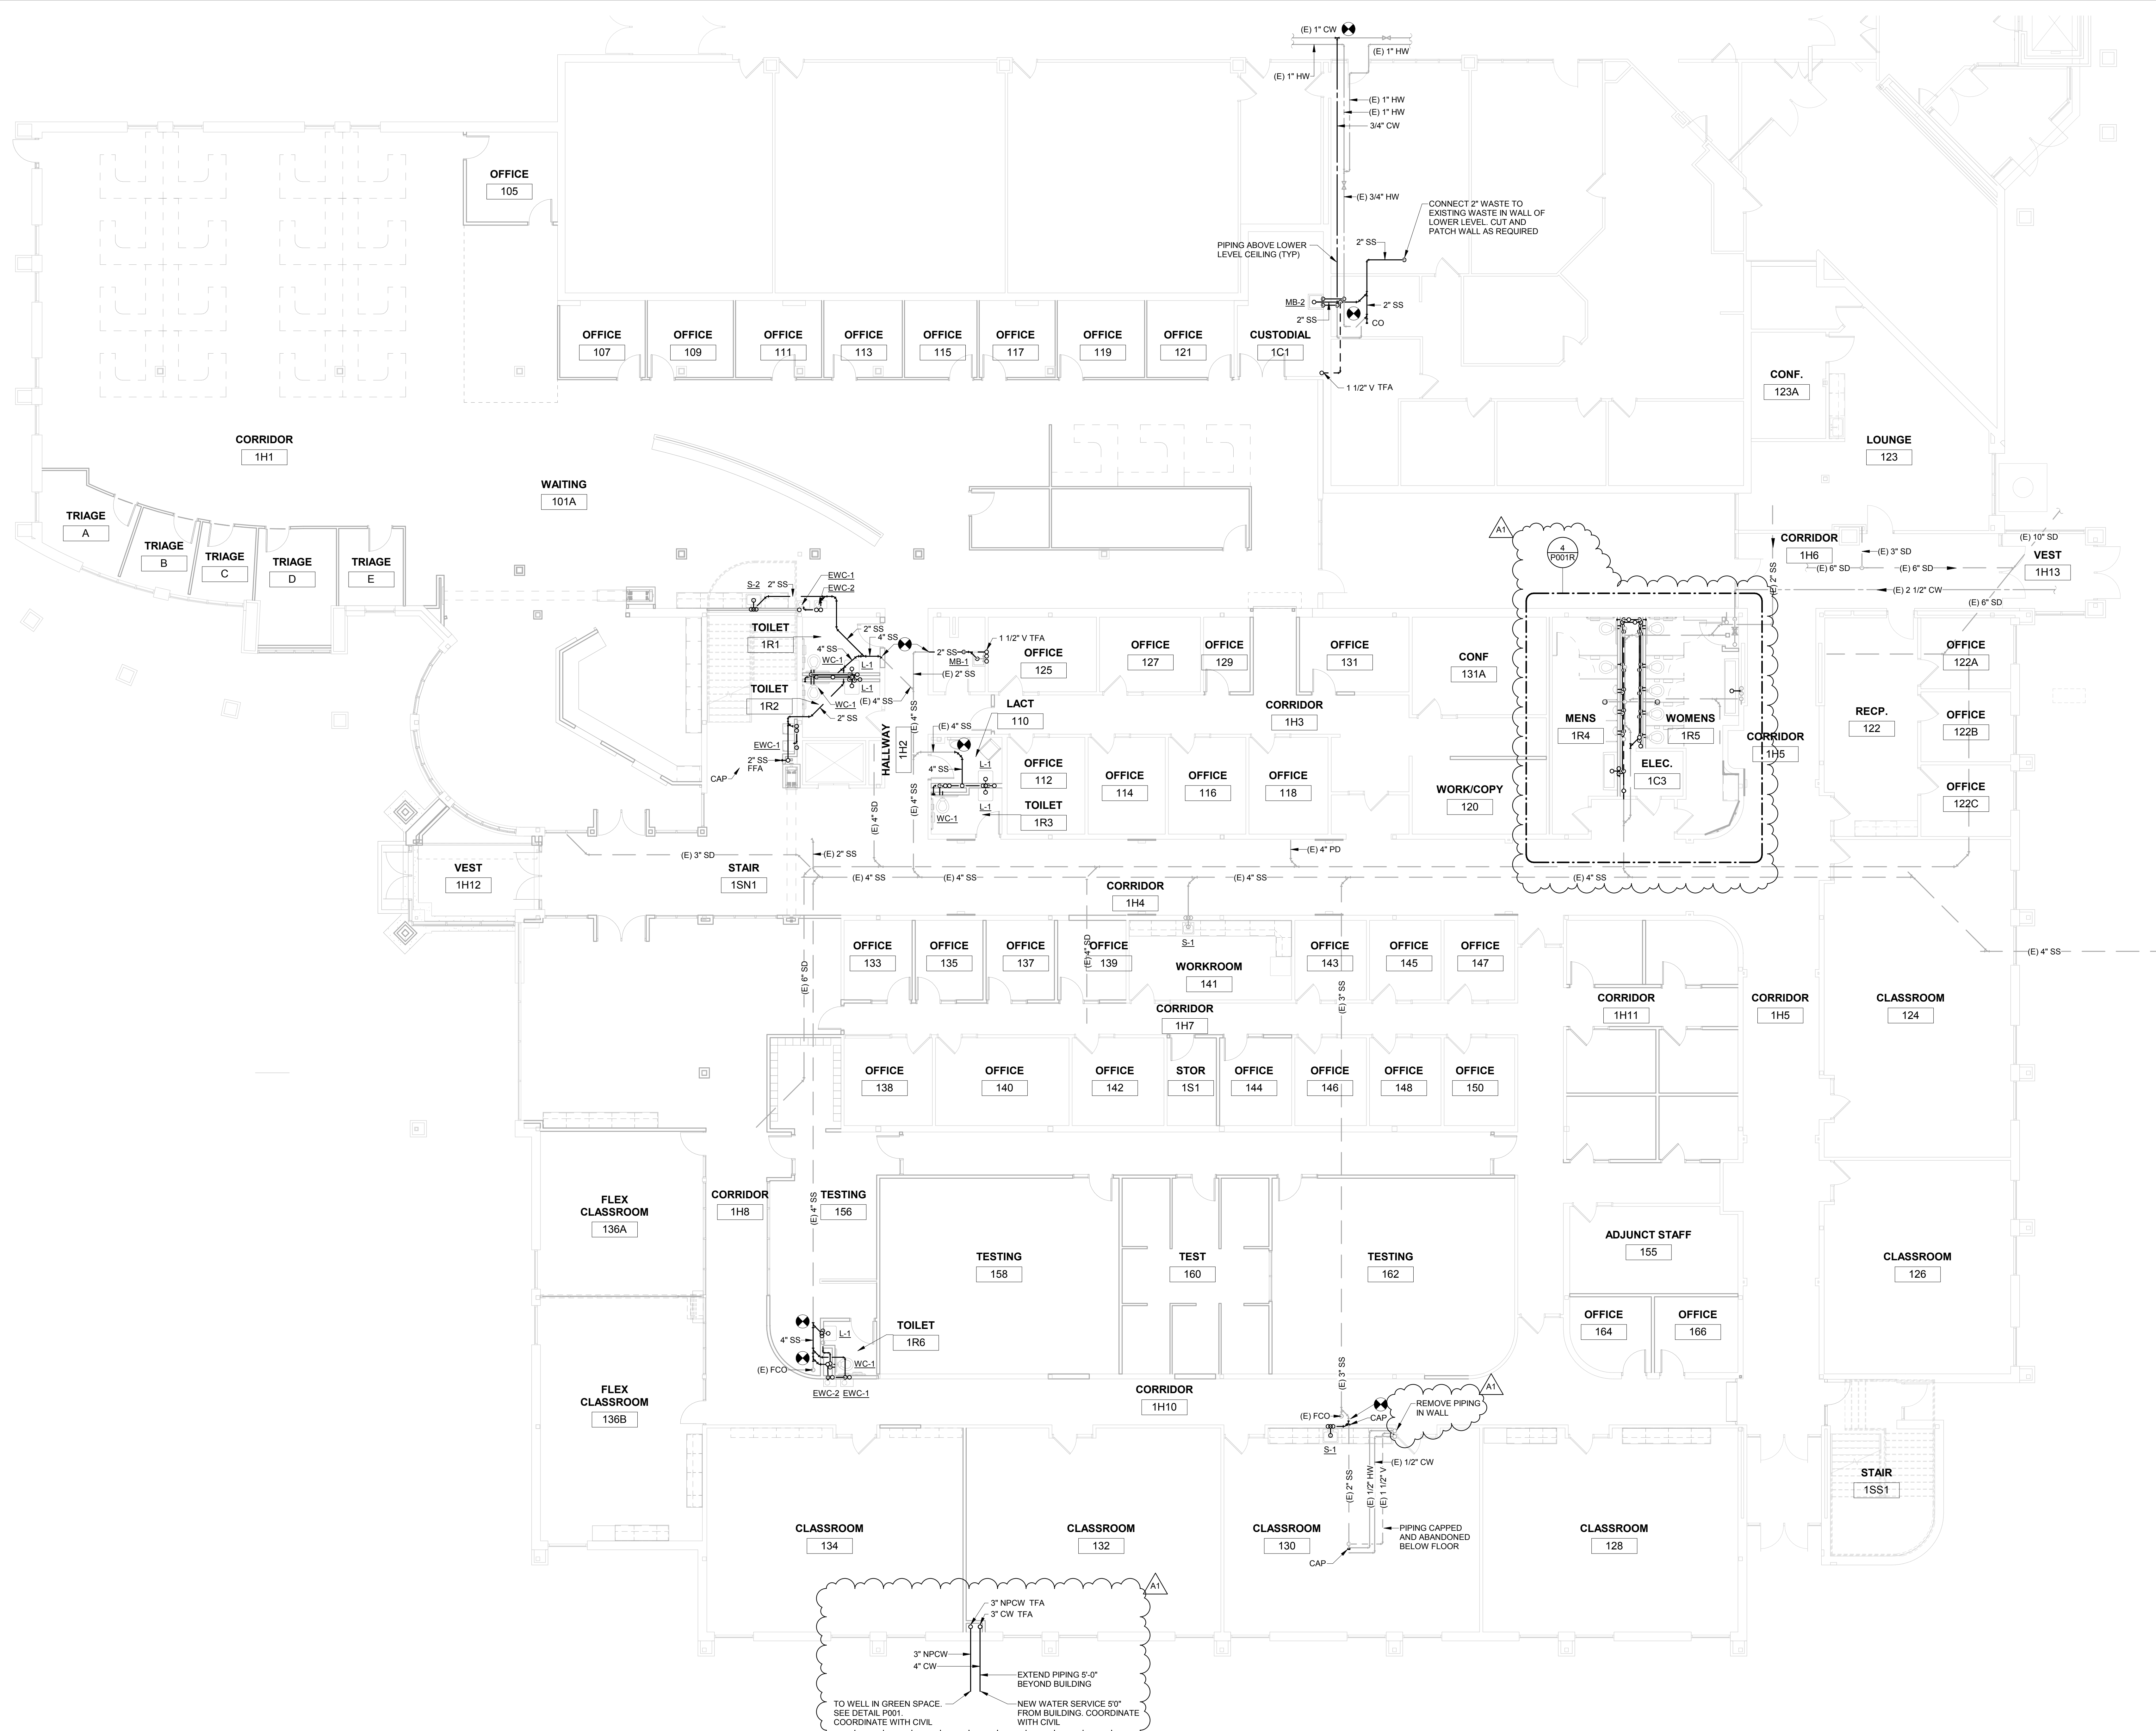 (E) 1" CW
(E) 1" HW
(E) 1" HW
(E) 1" HW
(E) 1" HW
3/4" CW
OFFICE
105
(E) 3/4" HW
CONNECT 2" WASTE TO
EXISTING WASTE IN WALL OF
LOWER LEVEL. CUT AND
PATCH WALL AS REQUIRED
PIPING ABOVE LOWER
LEVEL CEILING (TYP)
2" SS
MB-2
2" SS
2" SS
CO
OFFICE
107
OFFICE
109
OFFICE
111
OFFICE
113
OFFICE
115
OFFICE
117
OFFICE
119
OFFICE
121
CUSTODIAL
1C1
1 1/2" V TFA
CONF.
123A
CORRIDOR
1H1
LOUNGE
123
WAITING
101A
TRIAGE
A
TRIAGE
B
TRIAGE
C
TRIAGE
D
TRIAGE
E
A1
4
P001R
CORRIDOR
1H6
(E) 10" SD
(E) 3" SD
(E) 6" SD
(E) 6" SD
VEST
1H13
(E) 2" SS
(E) 2 1/2" CW
(E) 6" SD
S-2
2" SS
EWC-1
EWC-2
TOILET
1R1
2" SS
4" SS
4" SS
WC-1
L-1
L-1
2" SS
1 1/2" V TFA
MB-1
(E) 2" SS
(E) 4" SS
OFFICE
125
OFFICE
127
OFFICE
129
OFFICE
131
CONF
131A
OFFICE
122A
TOILET
1R2
WC-1
2" SS
EWC-1
2" SS
FFA
CAP
HALLWAY
1H2
(E) 4" SS
(E) 4" SS
LACT
110
CORRIDOR
1H3
MENS
1R4
WOMENS
1R5
CORRIDOR
1H5
RECP.
122
OFFICE
122B
4" SS
L-1
L-1
WC-1
OFFICE
112
TOILET
1R3
OFFICE
114
OFFICE
116
OFFICE
118
WORK/COPY
120
ELEC.
1C3
OFFICE
122C
(E) 4" SD
(E) 4" SS
(E) 3" SD
(E) 2" SS
(E) 4" PD
VEST
1H12
STAIR
1SN1
(E) 4" SS
(E) 4" SS
(E) 4" SS
(E) 4" SS
CORRIDOR
1H4
S-1
OFFICE
133
OFFICE
135
OFFICE
137
OFFICE
139
(E) 4" SD
WORKROOM
141
OFFICE
143
OFFICE
145
OFFICE
147
(E) 4" SS
(E) 6" SD
(E) 3" SS
CORRIDOR
1H7
CORRIDOR
1H11
CORRIDOR
1H5
CLASSROOM
124
OFFICE
138
OFFICE
140
OFFICE
142
STOR
1S1
OFFICE
144
OFFICE
146
OFFICE
148
OFFICE
150
FLEX
CLASSROOM
136A
CORRIDOR
1H8
(E) 4" SS
TESTING
156
TESTING
158
TEST
160
TESTING
162
ADJUNCT STAFF
155
CLASSROOM
126
OFFICE
164
OFFICE
166
TOILET
1R6
4" SS
L-1
(E) FCO
WC-1
EWC-2
EWC-1
FLEX
CLASSROOM
136B
CORRIDOR
1H10
(E) 3" SS
A1
REMOVE PIPING
IN WALL
(E) FCO
CAP
S-1
(E) 1/2" CW
(E) 2" SS
(E) 1/2" HW
(E) 1 1/2" V
PIPING CAPPED
AND ABANDONED
BELOW FLOOR
CAP
STAIR
1SS1
CLASSROOM
134
CLASSROOM
132
CLASSROOM
130
CLASSROOM
128
A1
3" NPCW TFA
3" CW TFA
3" NPCW
4" CW
EXTEND PIPING 5'-0"
BEYOND BUILDING
TO WELL IN GREEN SPACE.
SEE DETAIL P001.
COORDINATE WITH CIVIL
NEW WATER SERVICE 5'0"
FROM BUILDING. COORDINATE
WITH CIVIL